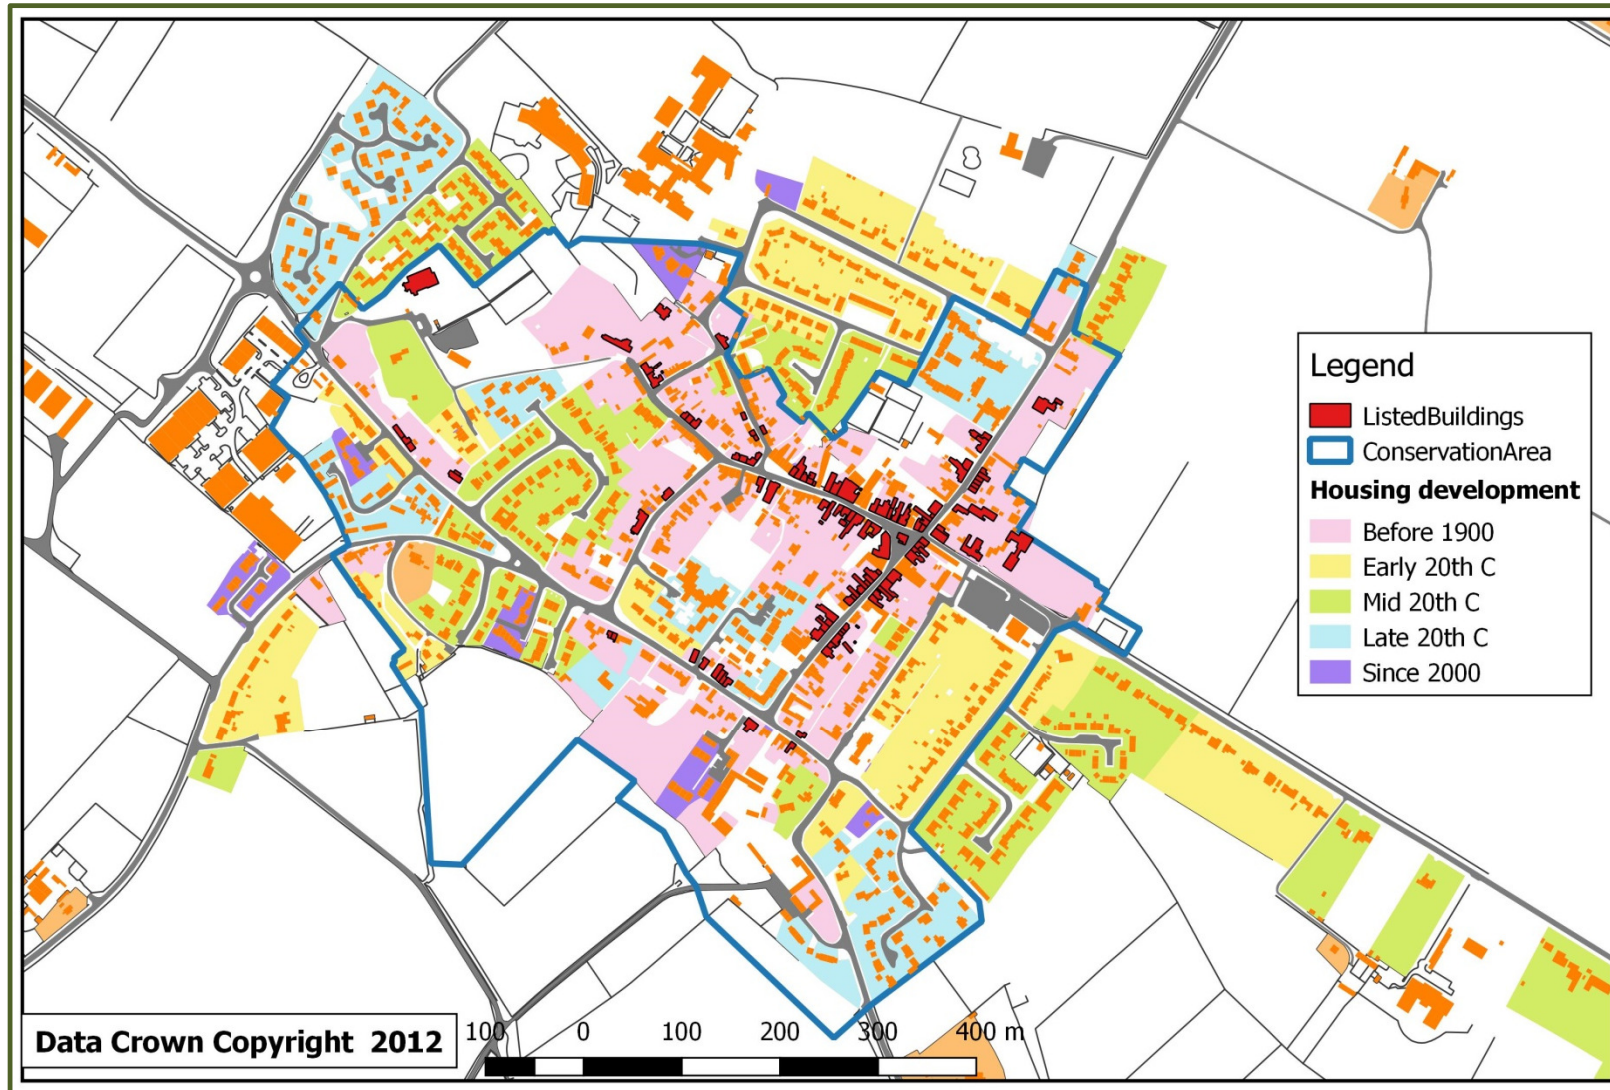 Legend
ListedBuildings
ConservationArea
Housing development
Before 1900
Early 20th C
Mid 20th C
Late 20th C
Since 2000
Data Crown Copyright 2012
100 0 100 200 300 400 m